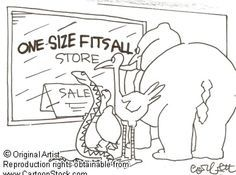 ONE-SIZE FITS ALL
STORE
SALE
© Original Artist
Reproduction rights obtainable from
www.CartoonStock.com